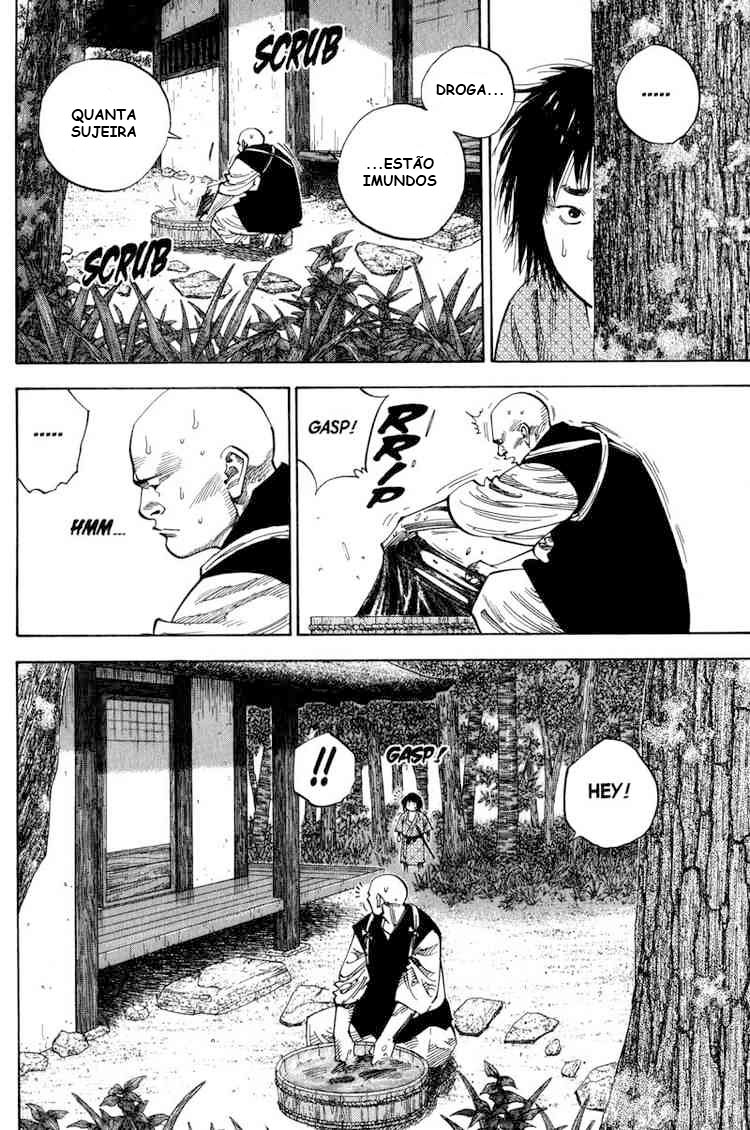 .....
SCRUB
DROGA...
...ESTÃO
IMUNDOS
QUANTA
SUJEIRA
SCRUB
RRIP
GASP!
.....
HMM...
HEY!
GASP!
!!